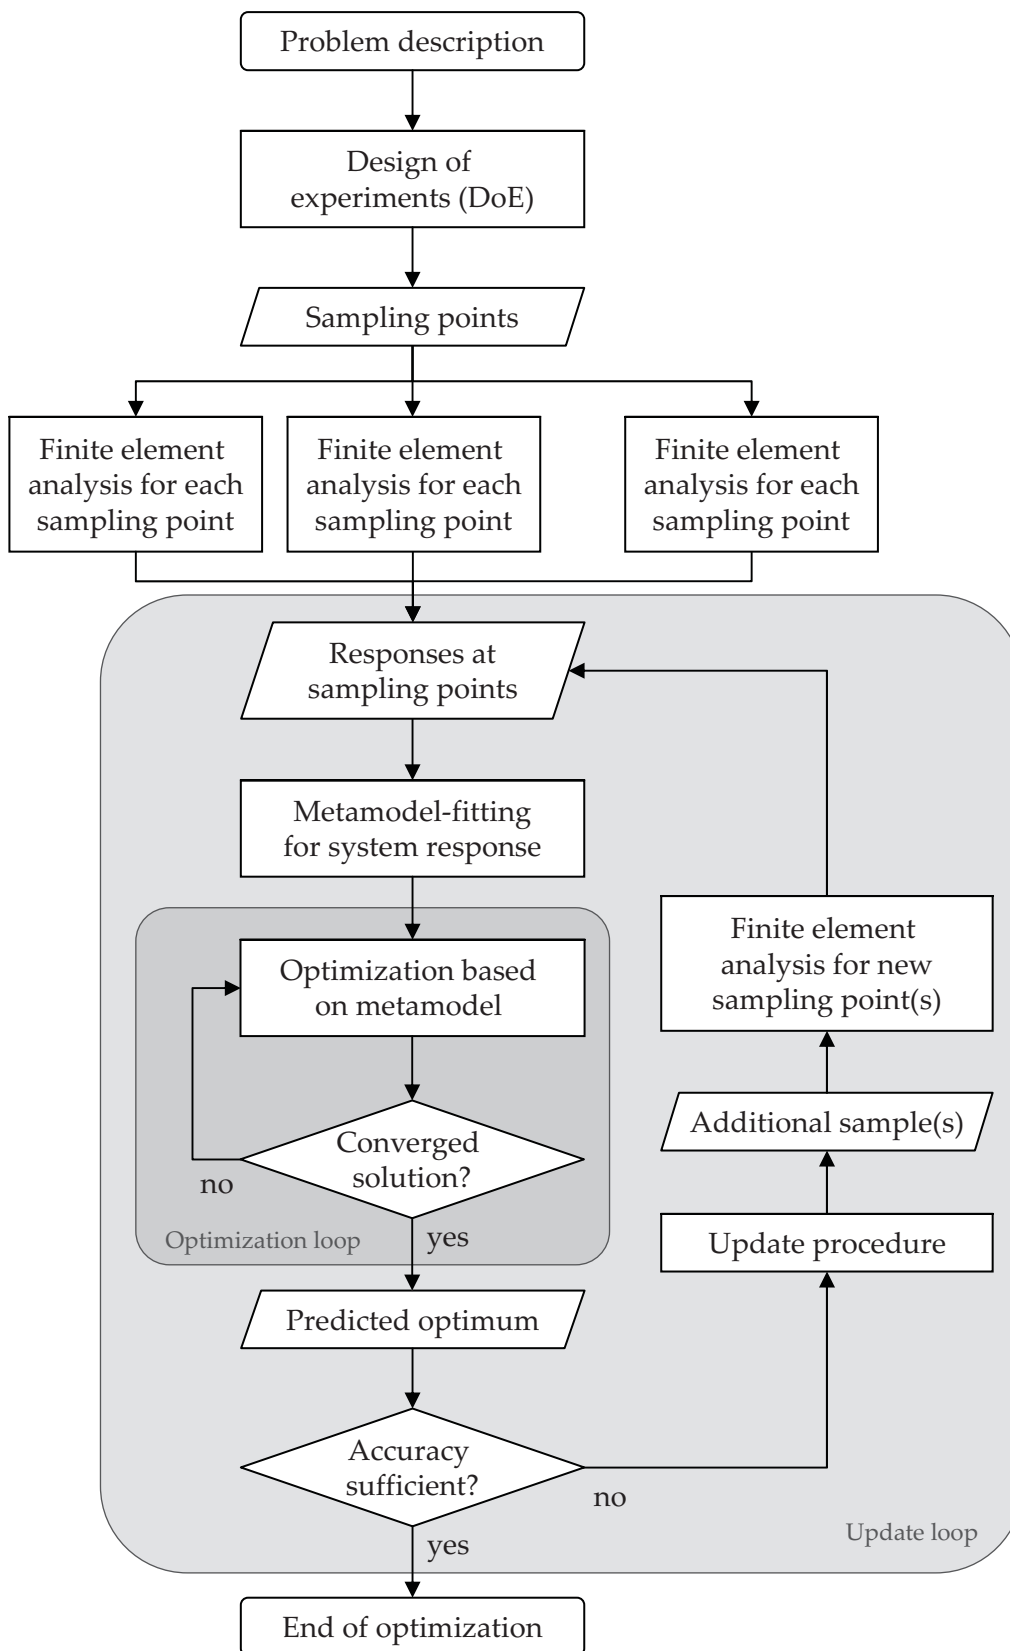 Problem description
Design of
experiments (DoE)
Sampling points
Finite element
analysis for each
sampling point
Finite element
analysis for each
sampling point
Finite element
analysis for each
sampling point
Responses at
sampling points
Metamodel-fitting
for system response
Optimization based
on metamodel
Converged
solution?
no
yes
Optimization loop
Predicted optimum
Accuracy
sufficient?
no
yes
Update procedure
Additional sample(s)
Finite element
analysis for new
sampling point(s)
Update loop
End of optimization